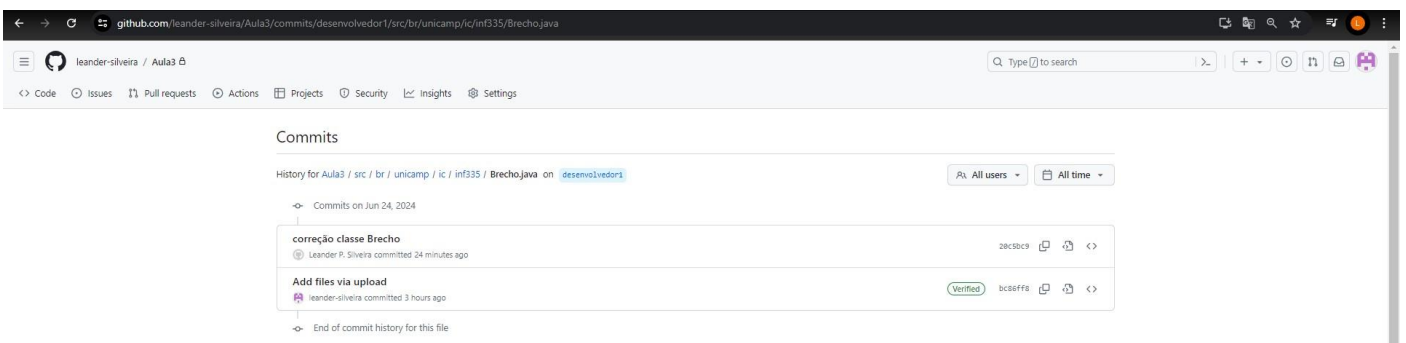 github.com/leander-silveira/Aula3/commits/desenvolvedor1/src/br/unicamp/ic/inf335/Brecho.java
L
leander-silveira / Aula3
Type / to search
Code Issues Pull requests Actions Projects Security Insights Settings
Commits
History for Aula3 / src / br / unicamp / ic / inf335 / Brecho.java on desenvolvedor1
All users All time
Commits on Jun 24, 2024
correção classe Brecho
20c5bc9
Leander P. Silveira committed 24 minutes ago
Add files via upload
Verified bc86ff8
leander-silveira committed 3 hours ago
End of commit history for this file